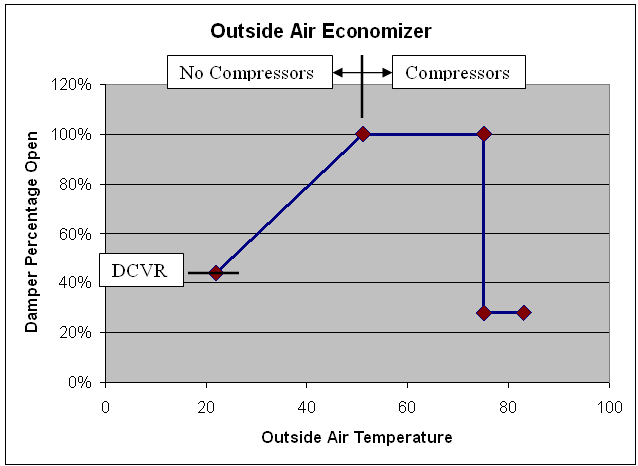 Outside Air Economizer
No Compressors
Compressors
120%
100%
80%
60%
40%
20%
0%
DCVR
Damper Percentage Open
0 20 40 60 80 100
Outside Air Temperature